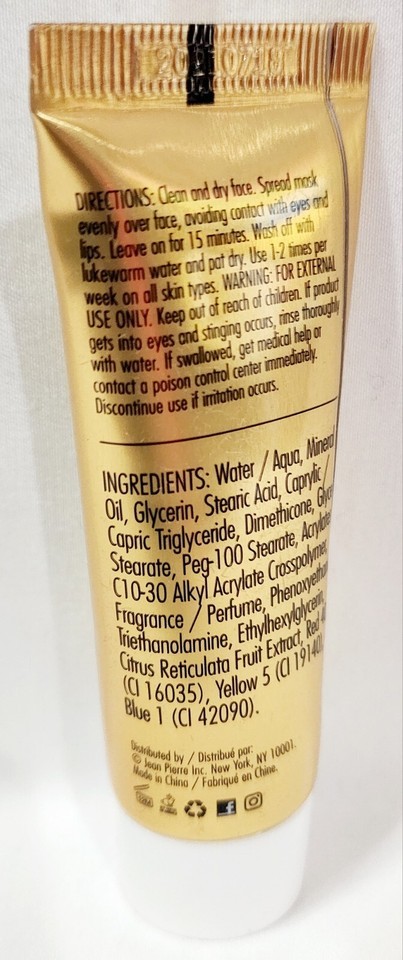 DIRECTIONS: Clean and dry face. Spread mask
evenly over face, avoiding contact with eyes and
lips. Leave on for 15 minutes. Wash off with
lukewarm water and pat dry. Use 1-2 times per
week on all skin types. WARNING: FOR EXTERNAL
USE ONLY. Keep out of reach of children. If product
gets into eyes and stinging occurs, rinse thoroughly
with water. If swallowed, get medical help or
contact a poison control center immediately.
Discontinue use if irritation occurs.
INGREDIENTS: Water / Aqua, Mineral
Oil, Glycerin, Stearic Acid, Caprylic /
Capric Triglyceride, Dimethicone,
Stearate, Peg-100 Stearate,
C10-30 Alkyl Acrylate
Fragrance / Perfume,
Triethanolamine, Ethylhexylglycerin,
Citrus Reticulata Fruit Extract, Red
(CI 16035), Yellow 5 (CI 19140),
Blue 1 (CI 42090).
Distributed by / Distribué par:
© Jean Pierre Inc. New York, NY 10001.
Made in China / Fabriqué en Chine.